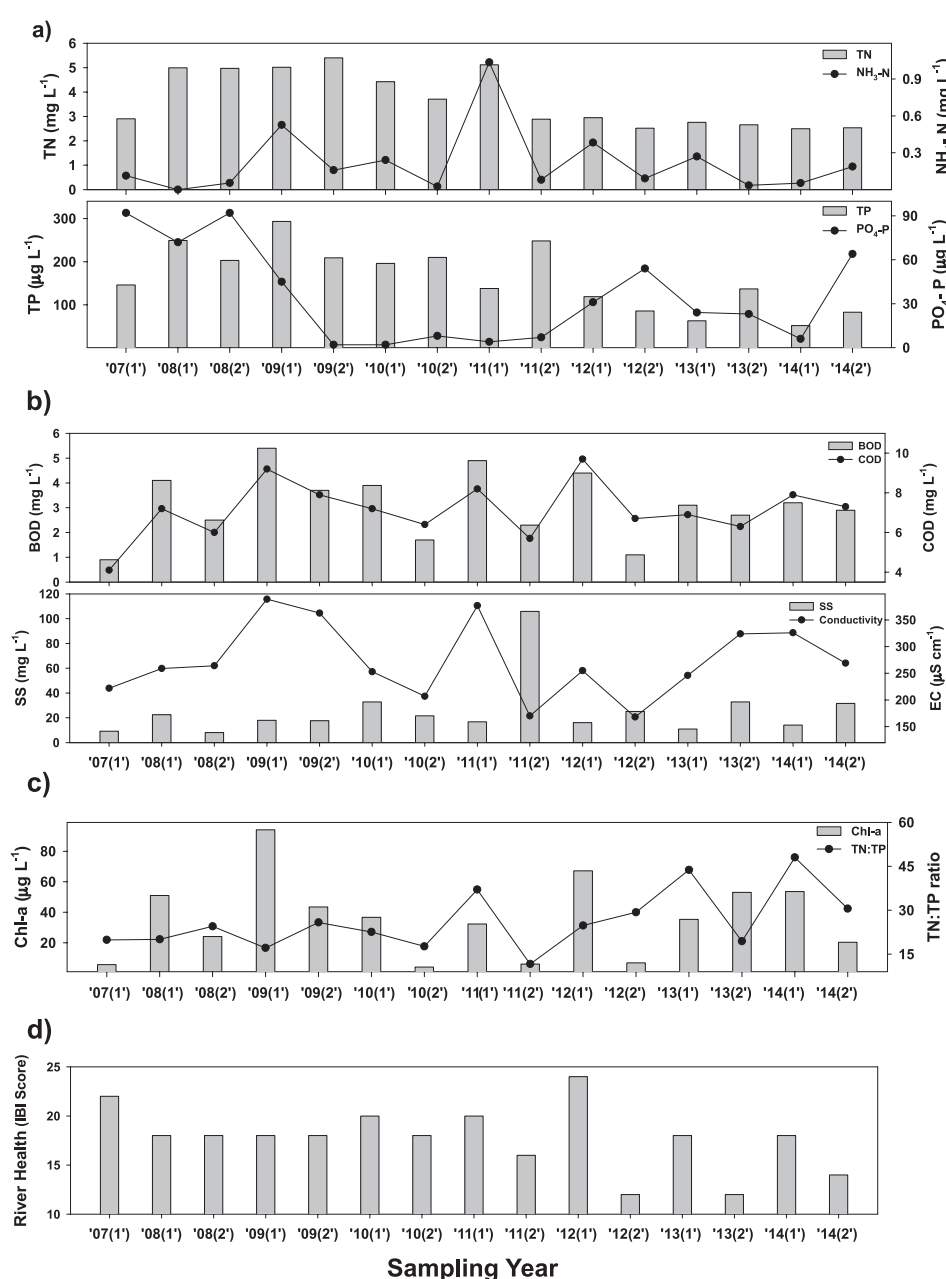 a)
TN (mg L⁻¹)
6
5
4
3
2
1
0
TN
NH₃-N
0.9
0.6
0.3
NH₃- N (mg L⁻¹)
TP (µg L⁻¹)
300
200
100
TP
PO₄-P
90
60
30
0
PO₄- P (µg L⁻¹)
'07(1') '08(1') '08(2') '09(1') '09(2') '10(1') '10(2') '11(1') '11(2') '12(1') '12(2') '13(1') '13(2') '14(1') '14(2')
b)
BOD (mg L⁻¹)
6
5
4
3
2
1
0
BOD
COD
10
8
6
4
COD (mg L⁻¹)
SS (mg L⁻¹)
120
100
80
60
40
20
0
SS
Conductivity
350
300
250
200
150
EC (µS cm⁻¹)
'07(1') '08(1') '08(2') '09(1') '09(2') '10(1') '10(2') '11(1') '11(2') '12(1') '12(2') '13(1') '13(2') '14(1') '14(2')
c)
Chl-a (µg L⁻¹)
80
60
40
20
Chl-a
TN:TP
60
45
30
15
TN:TP ratio
'07(1') '08(1') '08(2') '09(1') '09(2') '10(1') '10(2') '11(1') '11(2') '12(1') '12(2') '13(1') '13(2') '14(1') '14(2')
d)
River Health (IBI Score)
25
20
15
10
'07(1') '08(1') '08(2') '09(1') '09(2') '10(1') '10(2') '11(1') '11(2') '12(1') '12(2') '13(1') '13(2') '14(1') '14(2')
Sampling Year